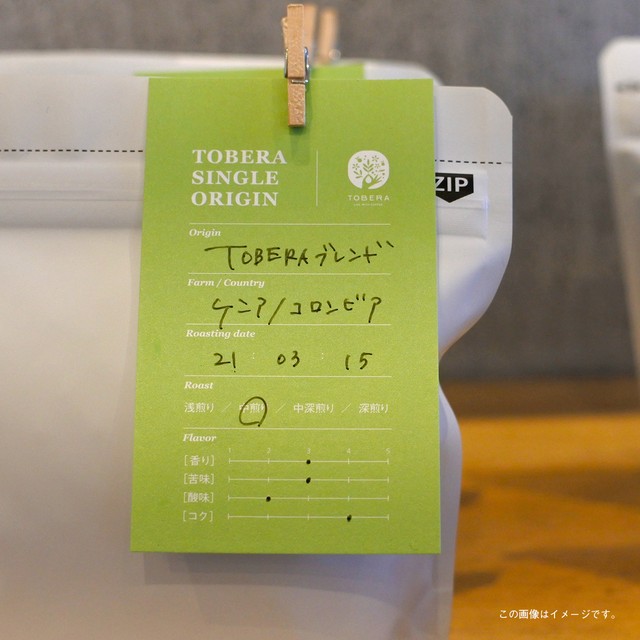 TOBERA
SINGLE
ORIGIN
TOBERA
ZIP
Origin
TOBERAブレンド
Farm / Country
ケニア/コロンビア
Roasting date
21 : 03 : 15
Roast
浅煎り / 中煎り / 中深煎り / 深煎り
Flavor
1 2 3 4 5
[香り]
[苦味]
[酸味]
[コク]
この画像はイメージです。